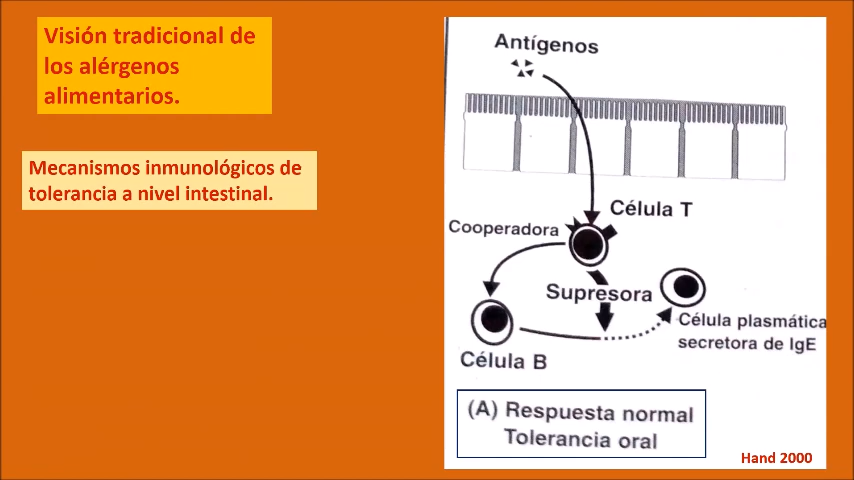 Visión tradicional de
los alérgenos
alimentarios.
Mecanismos inmunológicos de
tolerancia a nivel intestinal.
Antígenos
Célula T
Cooperadora
Supresora
Célula plasmática
secretora de IgE
Célula B
(A) Respuesta normal
Tolerancia oral
Hand 2000